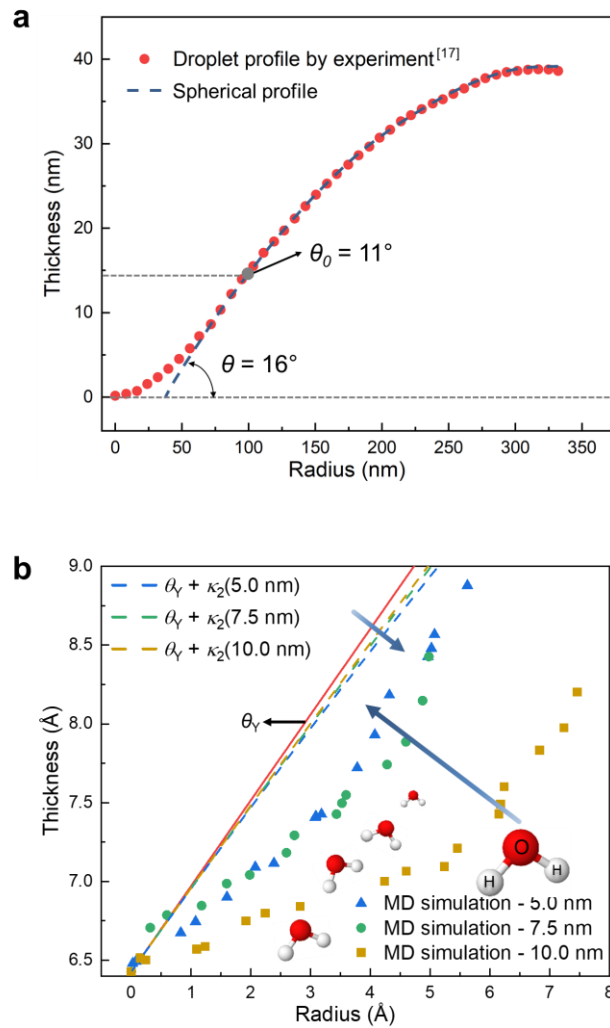 a
40
30
20
10
0
Thickness (nm)
Droplet profile by experiment[17]
Spherical profile
θ0 = 11°
θ = 16°
0 50 100 150 200 250 300 350
Radius (nm)
b
9.0
8.5
8.0
7.5
7.0
6.5
Thickness (Å)
θY + κ2(5.0 nm)
θY + κ2(7.5 nm)
θY + κ2(10.0 nm)
θY
O
H H
MD simulation - 5.0 nm
MD simulation - 7.5 nm
MD simulation - 10.0 nm
0 1 2 3 4 5 6 7 8
Radius (Å)